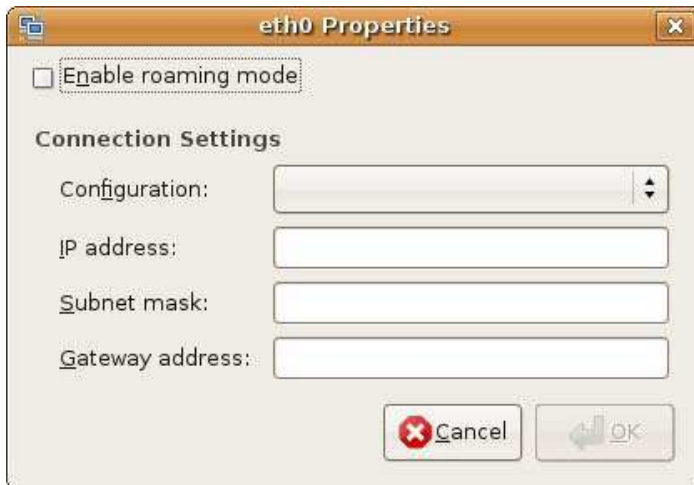 eth0 Properties
Enable roaming mode
Connection Settings
Configuration:
IP address:
Subnet mask:
Gateway address:
Cancel
OK